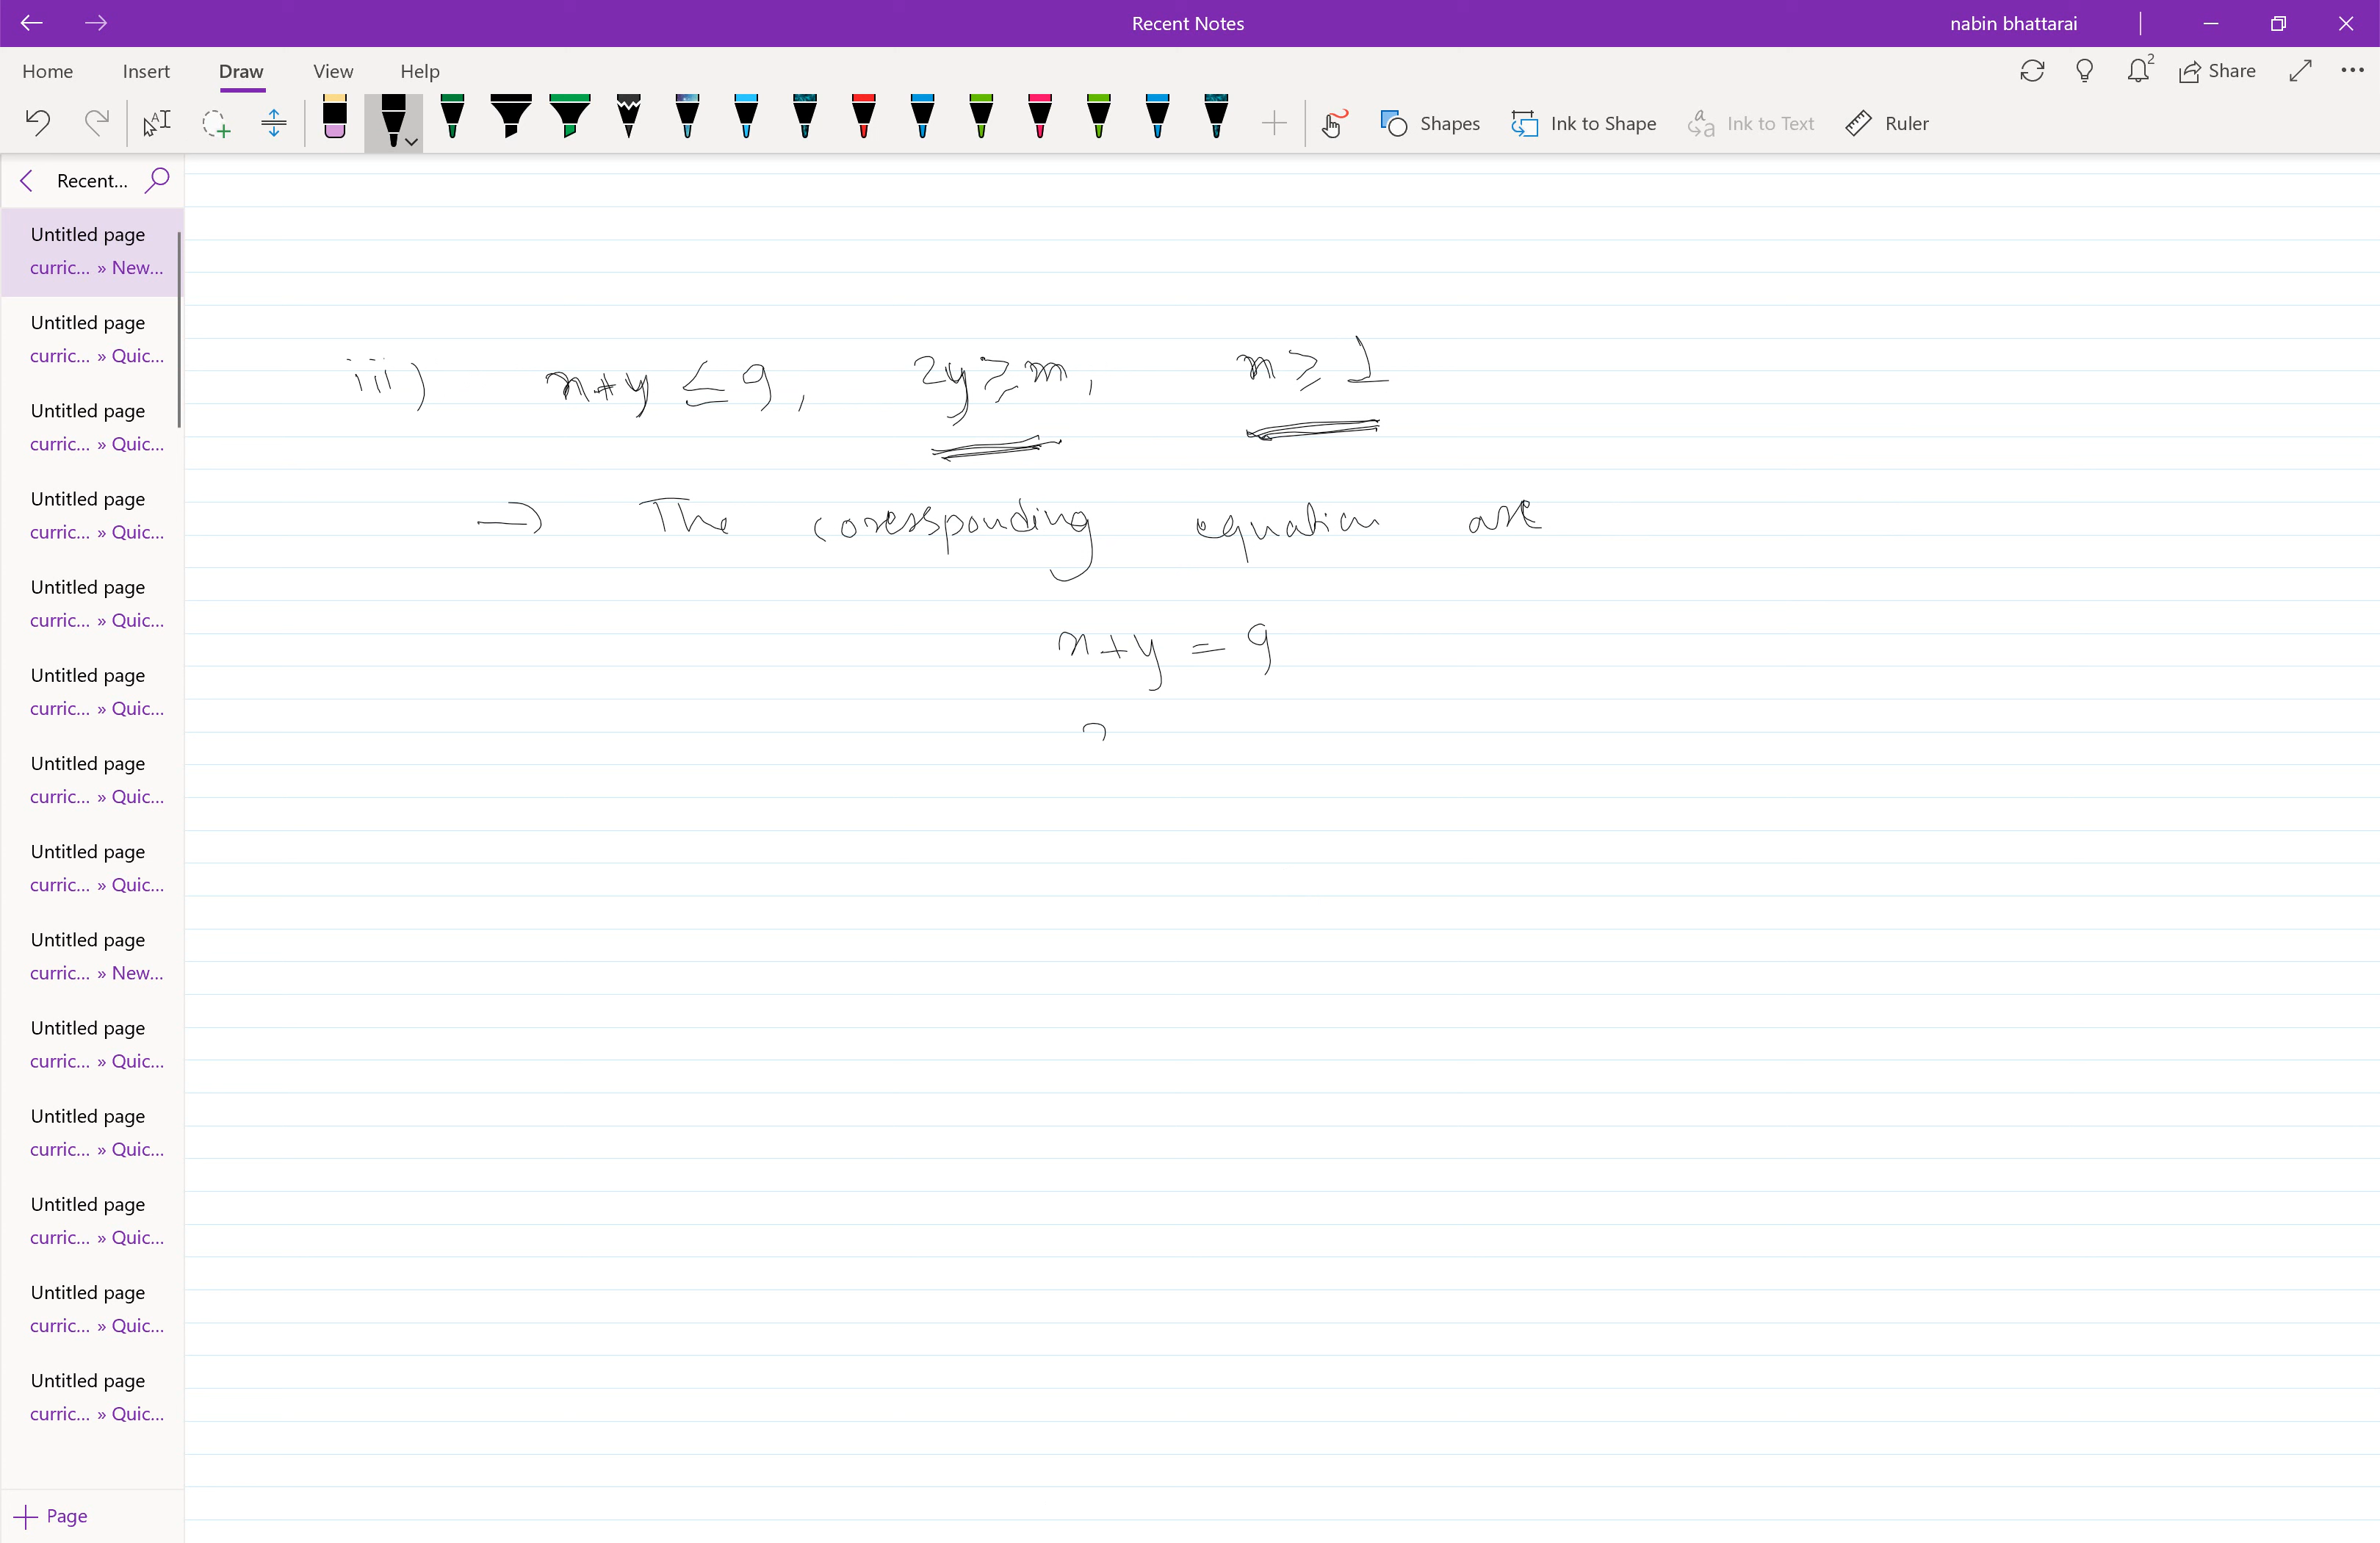 Recent Notes
nabin bhattarai
Home Insert Draw View Help
2 Share
Shapes Ink to Shape Ink to Text Ruler
Recent...
Untitled page
curric... » New...
Untitled page
curric... » Quic...
Untitled page
curric... » Quic...
Untitled page
curric... » Quic...
Untitled page
curric... » Quic...
Untitled page
curric... » Quic...
Untitled page
curric... » Quic...
Untitled page
curric... » Quic...
Untitled page
curric... » New...
Untitled page
curric... » Quic...
Untitled page
curric... » Quic...
Untitled page
curric... » Quic...
Untitled page
curric... » Quic...
Untitled page
curric... » Quic...
+ Page
iii) x+y ≤ 9, 2y ≥ x, x ≥ 1
→ The coressponding equation are
x+y = 9
2